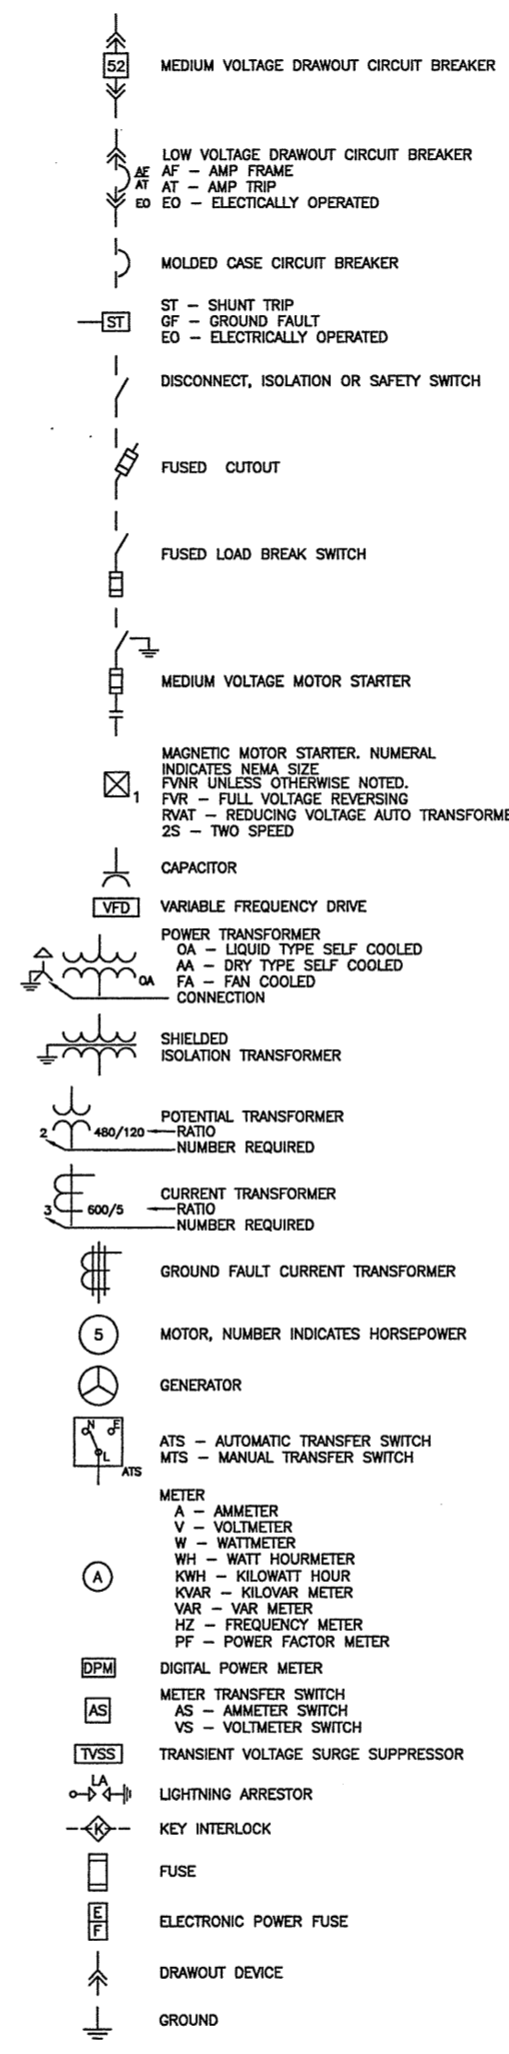 52 MEDIUM VOLTAGE DRAWOUT CIRCUIT BREAKER
LOW VOLTAGE DRAWOUT CIRCUIT BREAKER
AF AF – AMP FRAME
AT AT – AMP TRIP
EO EO – ELECTICALLY OPERATED
MOLDED CASE CIRCUIT BREAKER
ST – SHUNT TRIP
ST GF – GROUND FAULT
EO – ELECTRICALLY OPERATED
DISCONNECT, ISOLATION OR SAFETY SWITCH
FUSED CUTOUT
FUSED LOAD BREAK SWITCH
MEDIUM VOLTAGE MOTOR STARTER
MAGNETIC MOTOR STARTER. NUMERAL
INDICATES NEMA SIZE
FVNR UNLESS OTHERWISE NOTED.
1 FVR – FULL VOLTAGE REVERSING
RVAT – REDUCING VOLTAGE AUTO TRANSFORME
2S – TWO SPEED
CAPACITOR
VFD VARIABLE FREQUENCY DRIVE
POWER TRANSFORMER
OA – LIQUID TYPE SELF COOLED
AA – DRY TYPE SELF COOLED
OA FA – FAN COOLED
CONNECTION
SHIELDED
ISOLATION TRANSFORMER
POTENTIAL TRANSFORMER
2 480/120 RATIO
NUMBER REQUIRED
CURRENT TRANSFORMER
3 600/5 RATIO
NUMBER REQUIRED
GROUND FAULT CURRENT TRANSFORMER
5 MOTOR, NUMBER INDICATES HORSEPOWER
GENERATOR
N E
ATS – AUTOMATIC TRANSFER SWITCH
L MTS – MANUAL TRANSFER SWITCH
ATS
METER
A – AMMETER
V – VOLTMETER
W – WATTMETER
WH – WATT HOURMETER
A KWH – KILOWATT HOUR
KVAR – KILOVAR METER
VAR – VAR METER
HZ – FREQUENCY METER
PF – POWER FACTOR METER
DPM DIGITAL POWER METER
METER TRANSFER SWITCH
AS AS – AMMETER SWITCH
VS – VOLTMETER SWITCH
TVSS TRANSIENT VOLTAGE SURGE SUPPRESSOR
LA
LIGHTNING ARRESTOR
K KEY INTERLOCK
FUSE
E
F ELECTRONIC POWER FUSE
DRAWOUT DEVICE
GROUND